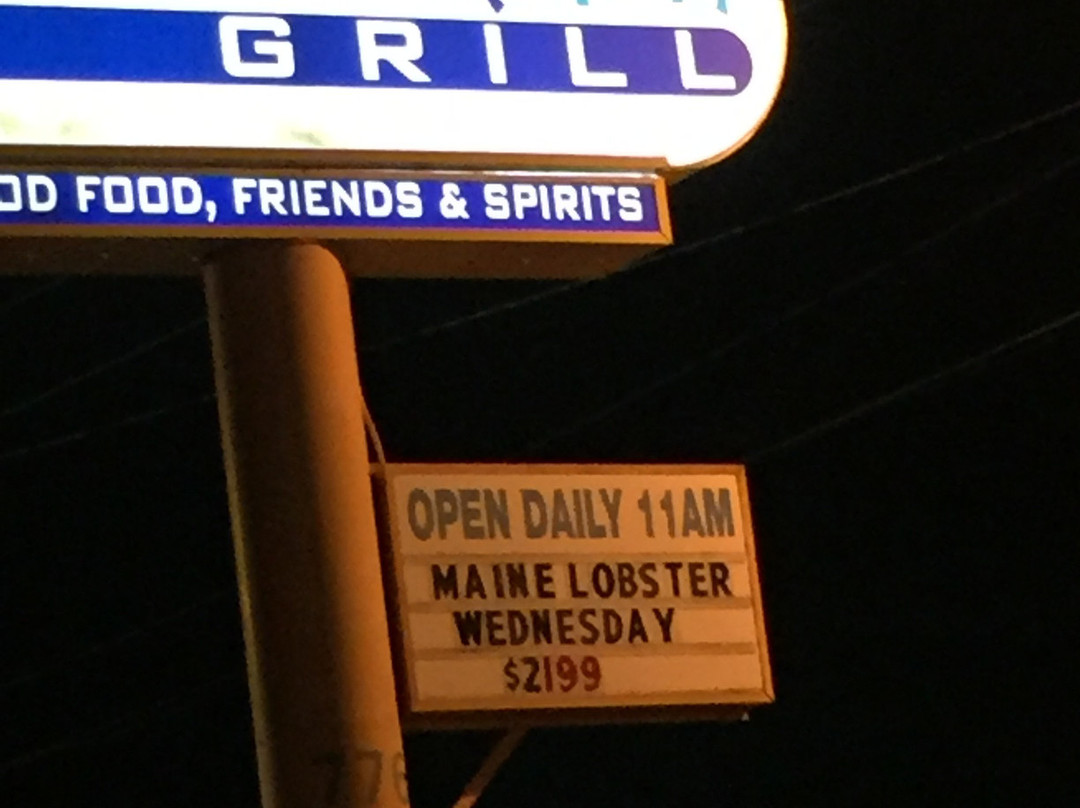 GRILL
OD FOOD, FRIENDS & SPIRITS
OPEN DAILY 11AM
MAINE LOBSTER
WEDNESDAY
$2199